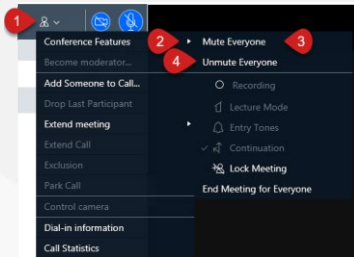 1
Conference Features
2
Mute Everyone
3
Become moderator...
4
Unmute Everyone
Add Someone to Call...
Recording
Drop Last Participant
Lecture Mode
Extend meeting
Entry Tones
Extend Call
Continuation
Exclusion
Lock Meeting
Park Call
End Meeting for Everyone
Control camera
Dial-in information
Call Statistics